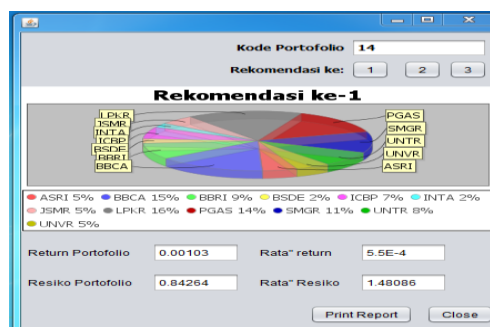 Kode Portofolio 14
Rekomendasi ke: 1 2 3
Rekomendasi ke-1
LPKR
JSMR
INTA
ICBP
BSDE
BBRI
BBCA
PGAS
SMGR
UNTR
UNVR
ASRI
ASRI 5% BBCA 15% BBRI 9% BSDE 2% ICBP 7% INTA 2%
JSMR 5% LPKR 16% PGAS 14% SMGR 11% UNTR 8%
UNVR 5%
Return Portofolio 0.00103 Rata" return 5.5E-4
Resiko Portofolio 0.84264 Rata" Resiko 1.48086
Print Report Close